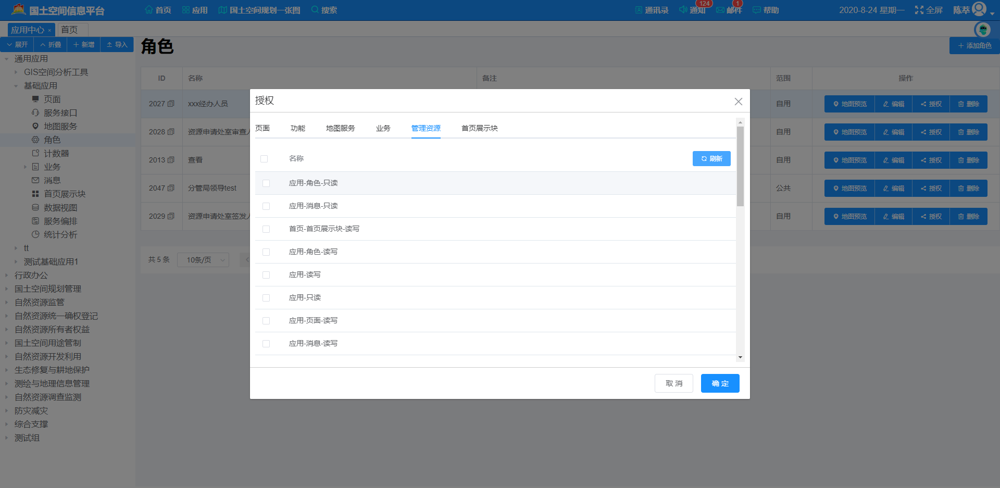 国土空间信息平台 首页 应用 国土空间规划一张图 搜索 通讯录 通知 124 邮件 1 帮助 2020-8-24 星期一 全屏 陈萃
应用中心 × 首页
展开 折叠 新增 导入
角色
添加角色
通用应用
GIS空间分析工具
基础应用
页面
服务接口
地图服务
角色
计数器
业务
消息
首页展示块
数据视图
服务编排
统计分析
tt
测试基础应用1
行政办公
国土空间规划管理
自然资源监管
自然资源统一确权登记
自然资源所有者权益
国土空间用途管制
自然资源开发利用
生态修复与耕地保护
测绘与地理信息管理
自然资源调查监测
防灾减灾
综合支撑
测试组
ID 名称 备注 范围 操作
2027 xxx经办人员 自用 地图预览 编辑 授权 删除
2028 资源申请处室审查 自用 地图预览 编辑 授权 删除
2013 查看 自用 地图预览 编辑 授权 删除
2047 分管局领导test 公共 地图预览 编辑 授权 删除
2029 资源申请处室签发 自用 地图预览 编辑 授权 删除
共 5 条 10条/页
授权
页面 功能 地图服务 业务 管理资源 首页展示块
名称 刷新
应用-角色-只读
应用-消息-只读
首页-首页展示块-读写
应用-角色-读写
应用-读写
应用-只读
应用-页面-读写
应用-消息-读写
取 消 确 定